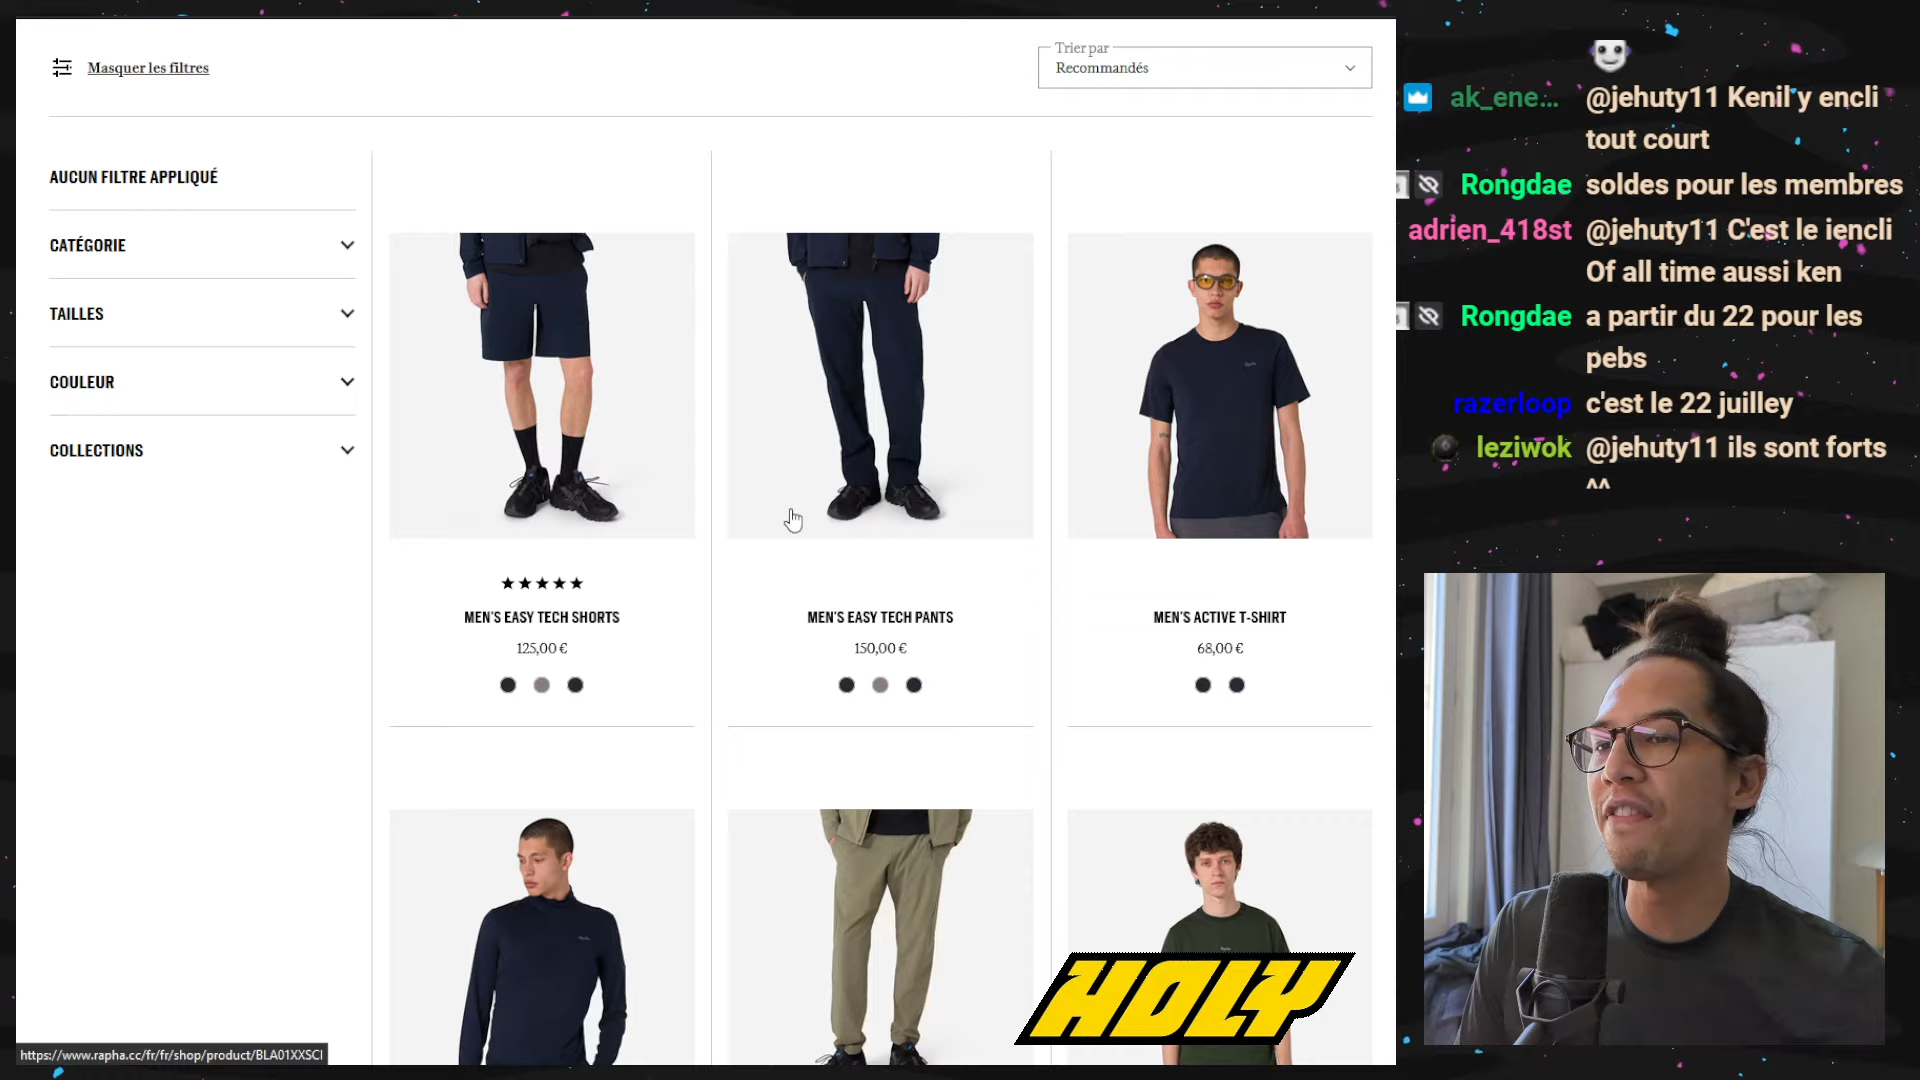 Masquer les filtres
Trier par
Recommandés
AUCUN FILTRE APPLIQUÉ
CATÉGORIE
TAILLES
COULEUR
COLLECTIONS
★★★★★
MEN'S EASY TECH SHORTS
125,00 €
MEN'S EASY TECH PANTS
150,00 €
MEN'S ACTIVE T-SHIRT
68,00 €
HOLY
https://www.rapha.cc/fr/fr/shop/product/BLA01XXSCI
ak_ene... @jehuty11 Kenil y encli
tout court
Rongdae soldes pour les membres
adrien_418st @jehuty11 C'est le iencli
Of all time aussi ken
Rongdae a partir du 22 pour les
pebs
razerloop c'est le 22 juilley
leziwok @jehuty11 ils sont forts
^^